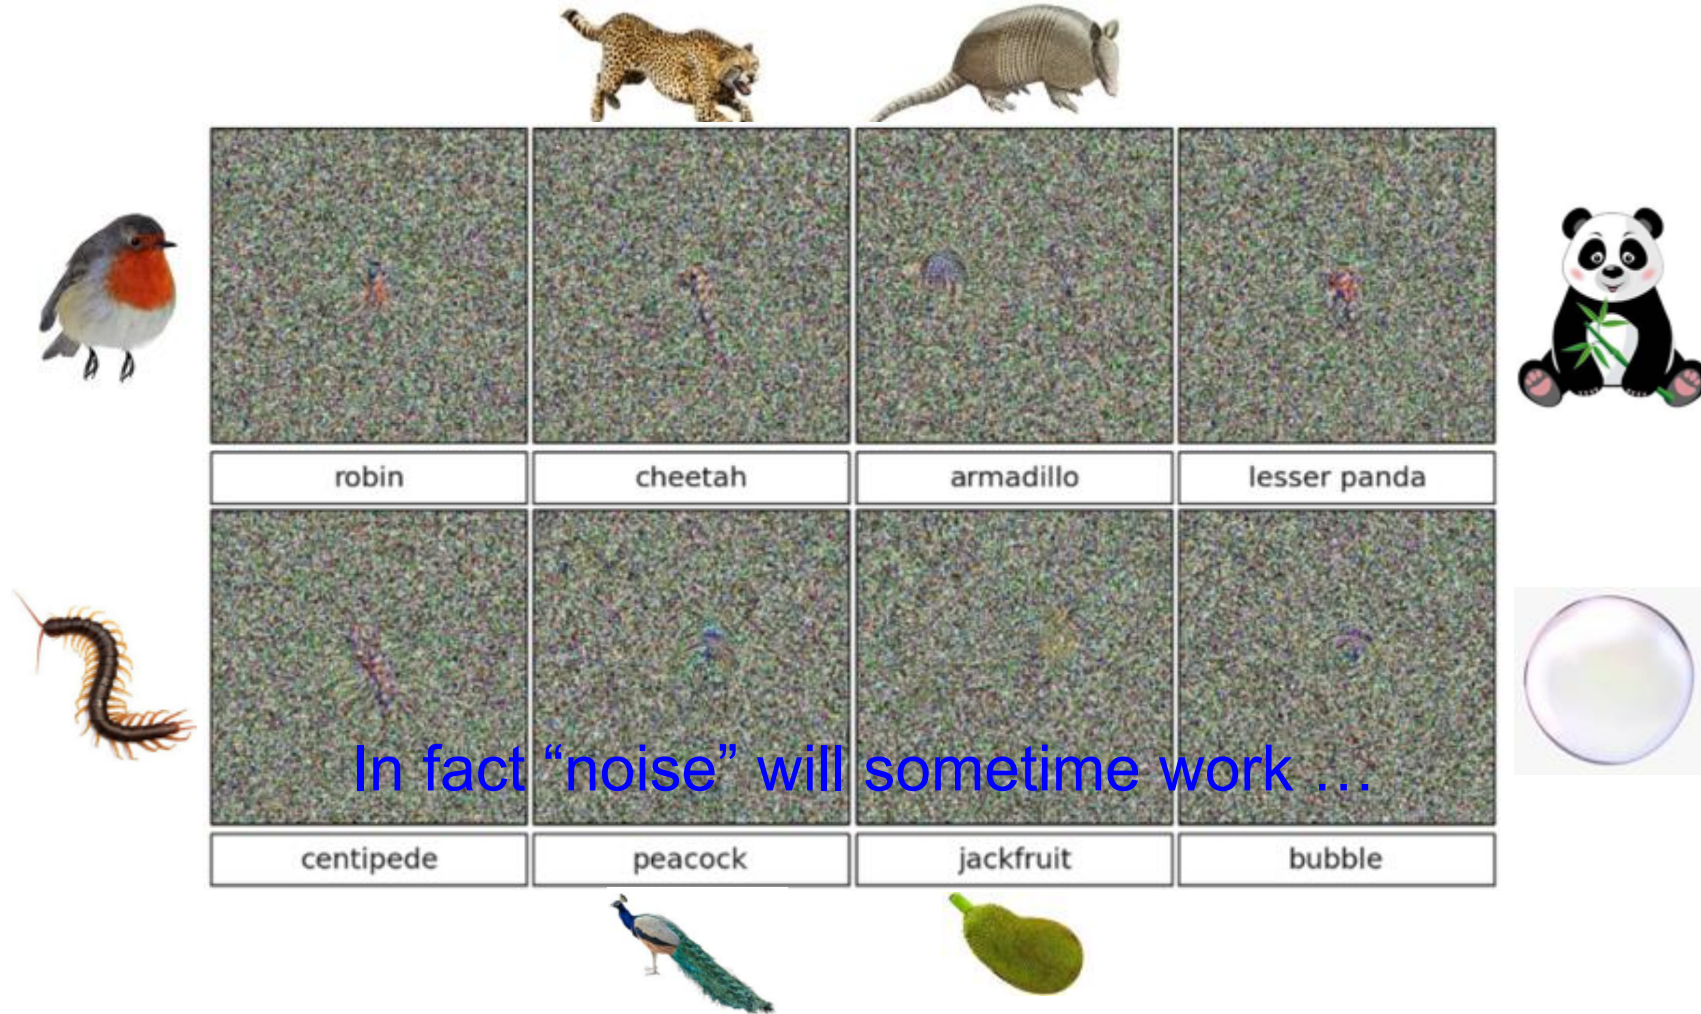 robin
cheetah
armadillo
lesser panda
In fact “noise” will sometime work …
centipede
peacock
jackfruit
bubble